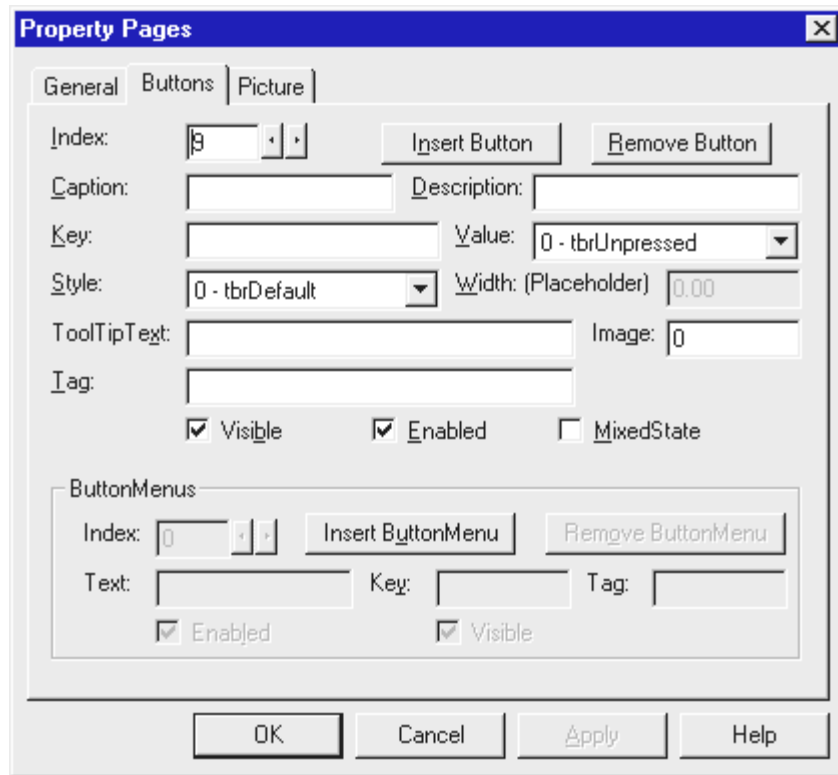 Property Pages
General Buttons Picture
Index: 9 Insert Button Remove Button
Caption: Description:
Key: Value: 0 - tbrUnpressed
Style: 0 - tbrDefault Width: (Placeholder) 0.00
ToolTipText: Image: 0
Tag:
Visible Enabled MixedState
ButtonMenus
Index: 0 Insert ButtonMenu Remove ButtonMenu
Text: Key: Tag:
Enabled Visible
OK Cancel Apply Help